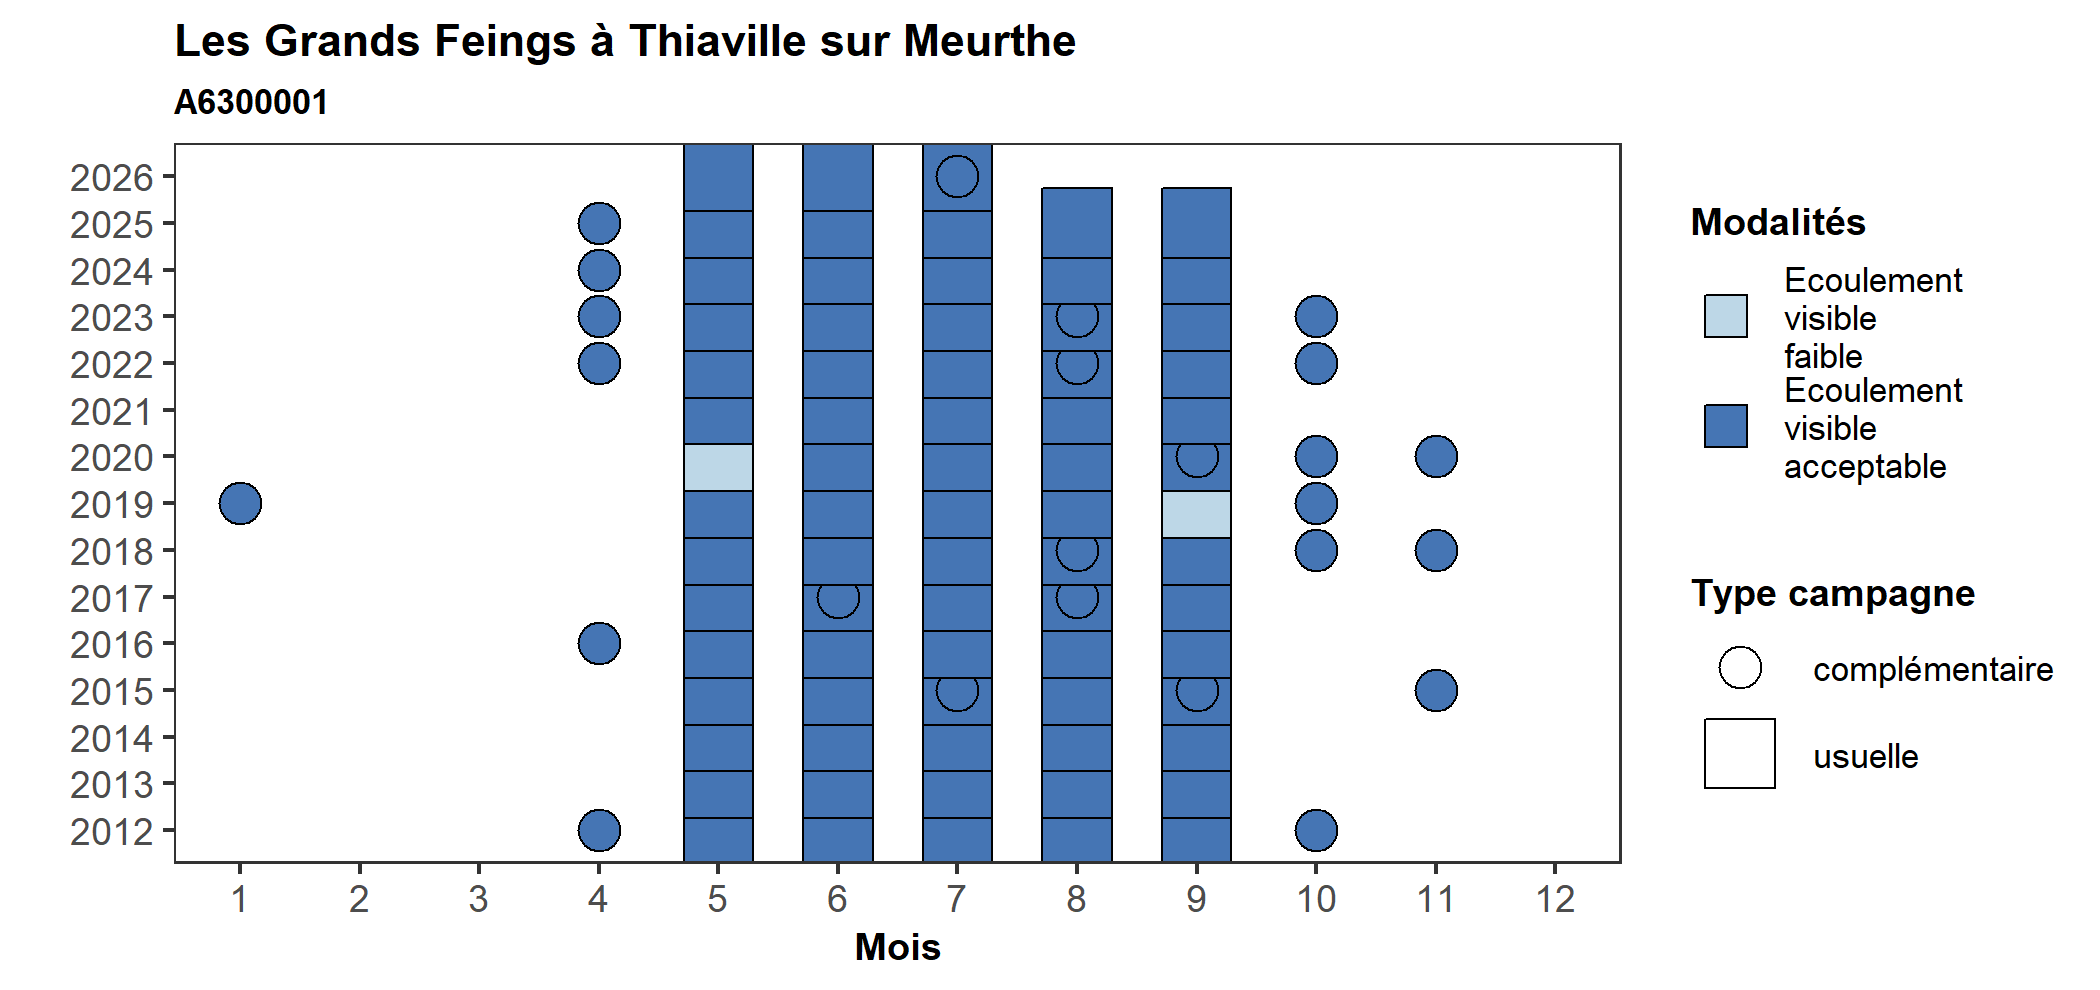 Les Grands Feings à Thiaville sur Meurthe
A6300001
2026
2025
2024
2023
2022
2021
2020
2019
2018
2017
2016
2015
2014
2013
2012
1 2 3 4 5 6 7 8 9 10 11 12
Mois
Modalités
Ecoulement
visible
faible
Ecoulement
visible
acceptable
Type campagne
complémentaire
usuelle